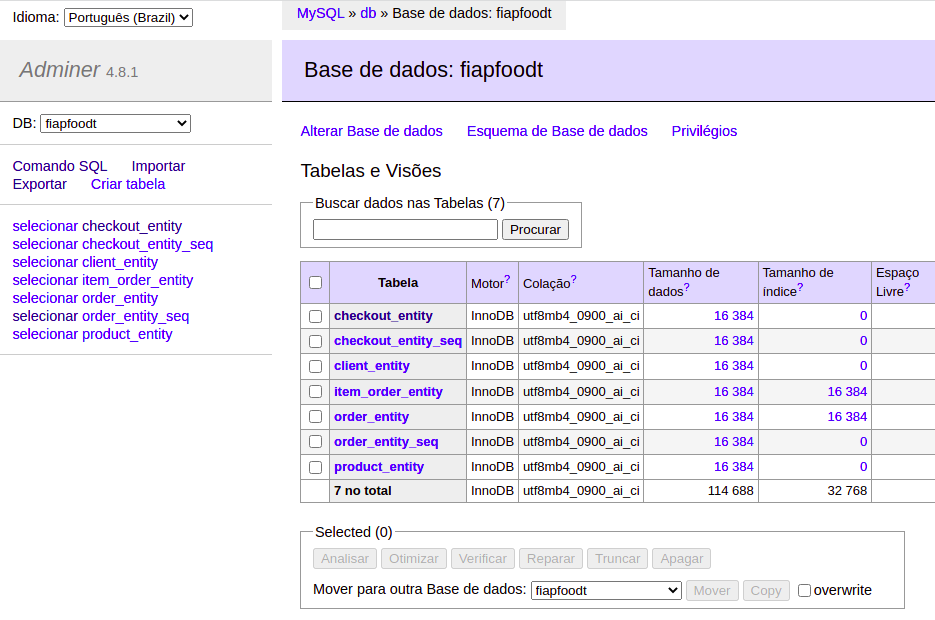 Idioma: Português (Brazil)
MySQL » db » Base de dados: fiapfoodt
Adminer 4.8.1
Base de dados: fiapfoodt
DB: fiapfoodt
Alterar Base de dados Esquema de Base de dados Privilégios
Comando SQL Importar
Exportar Criar tabela
selecionar checkout_entity
selecionar checkout_entity_seq
selecionar client_entity
selecionar item_order_entity
selecionar order_entity
selecionar order_entity_seq
selecionar product_entity
Tabelas e Visões
Buscar dados nas Tabelas (7)
Procurar
Tabela Motor? Colação? Tamanho de dados? Tamanho de índice? Espaço Livre?
checkout_entity InnoDB utf8mb4_0900_ai_ci 16 384 0
checkout_entity_seq InnoDB utf8mb4_0900_ai_ci 16 384 0
client_entity InnoDB utf8mb4_0900_ai_ci 16 384 0
item_order_entity InnoDB utf8mb4_0900_ai_ci 16 384 16 384
order_entity InnoDB utf8mb4_0900_ai_ci 16 384 16 384
order_entity_seq InnoDB utf8mb4_0900_ai_ci 16 384 0
product_entity InnoDB utf8mb4_0900_ai_ci 16 384 0
7 no total InnoDB utf8mb4_0900_ai_ci 114 688 32 768
Selected (0)
Analisar Otimizar Verificar Reparar Truncar Apagar
Mover para outra Base de dados: fiapfoodt Mover Copy overwrite